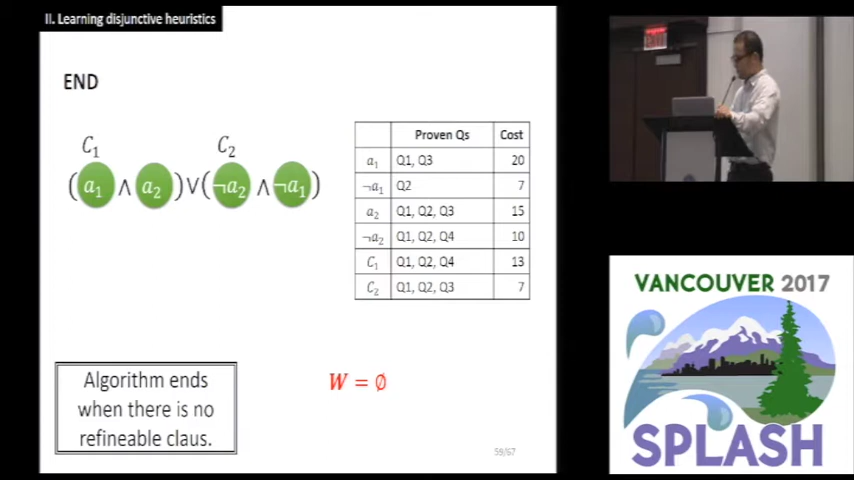 II. Learning disjunctive heuristics
END
C1 C2
(a1 ∧ a2) ∨ (¬a2 ∧ ¬a1)
Proven Qs Cost
a1 Q1, Q3 20
¬a1 Q2 7
a2 Q1, Q2, Q3 15
¬a2 Q1, Q2, Q4 10
C1 Q1, Q2, Q4 13
C2 Q1, Q2, Q3 7
Algorithm ends
when there is no
refineable claus.
W = ∅
59/67
EXIT
VANCOUVER 2017
SPLASH